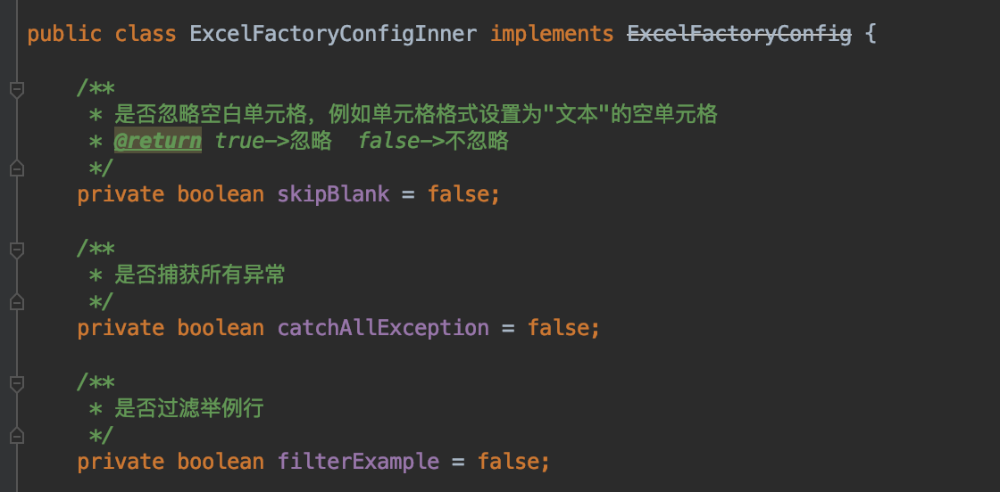 public class ExcelFactoryConfigInner implements ExcelFactoryConfig {
/**
* 是否忽略空白单元格，例如单元格格式设置为"文本"的空单元格
* @return true->忽略  false->不忽略
*/
private boolean skipBlank = false;
/**
* 是否捕获所有异常
*/
private boolean catchAllException = false;
/**
* 是否过滤举例行
*/
private boolean filterExample = false;